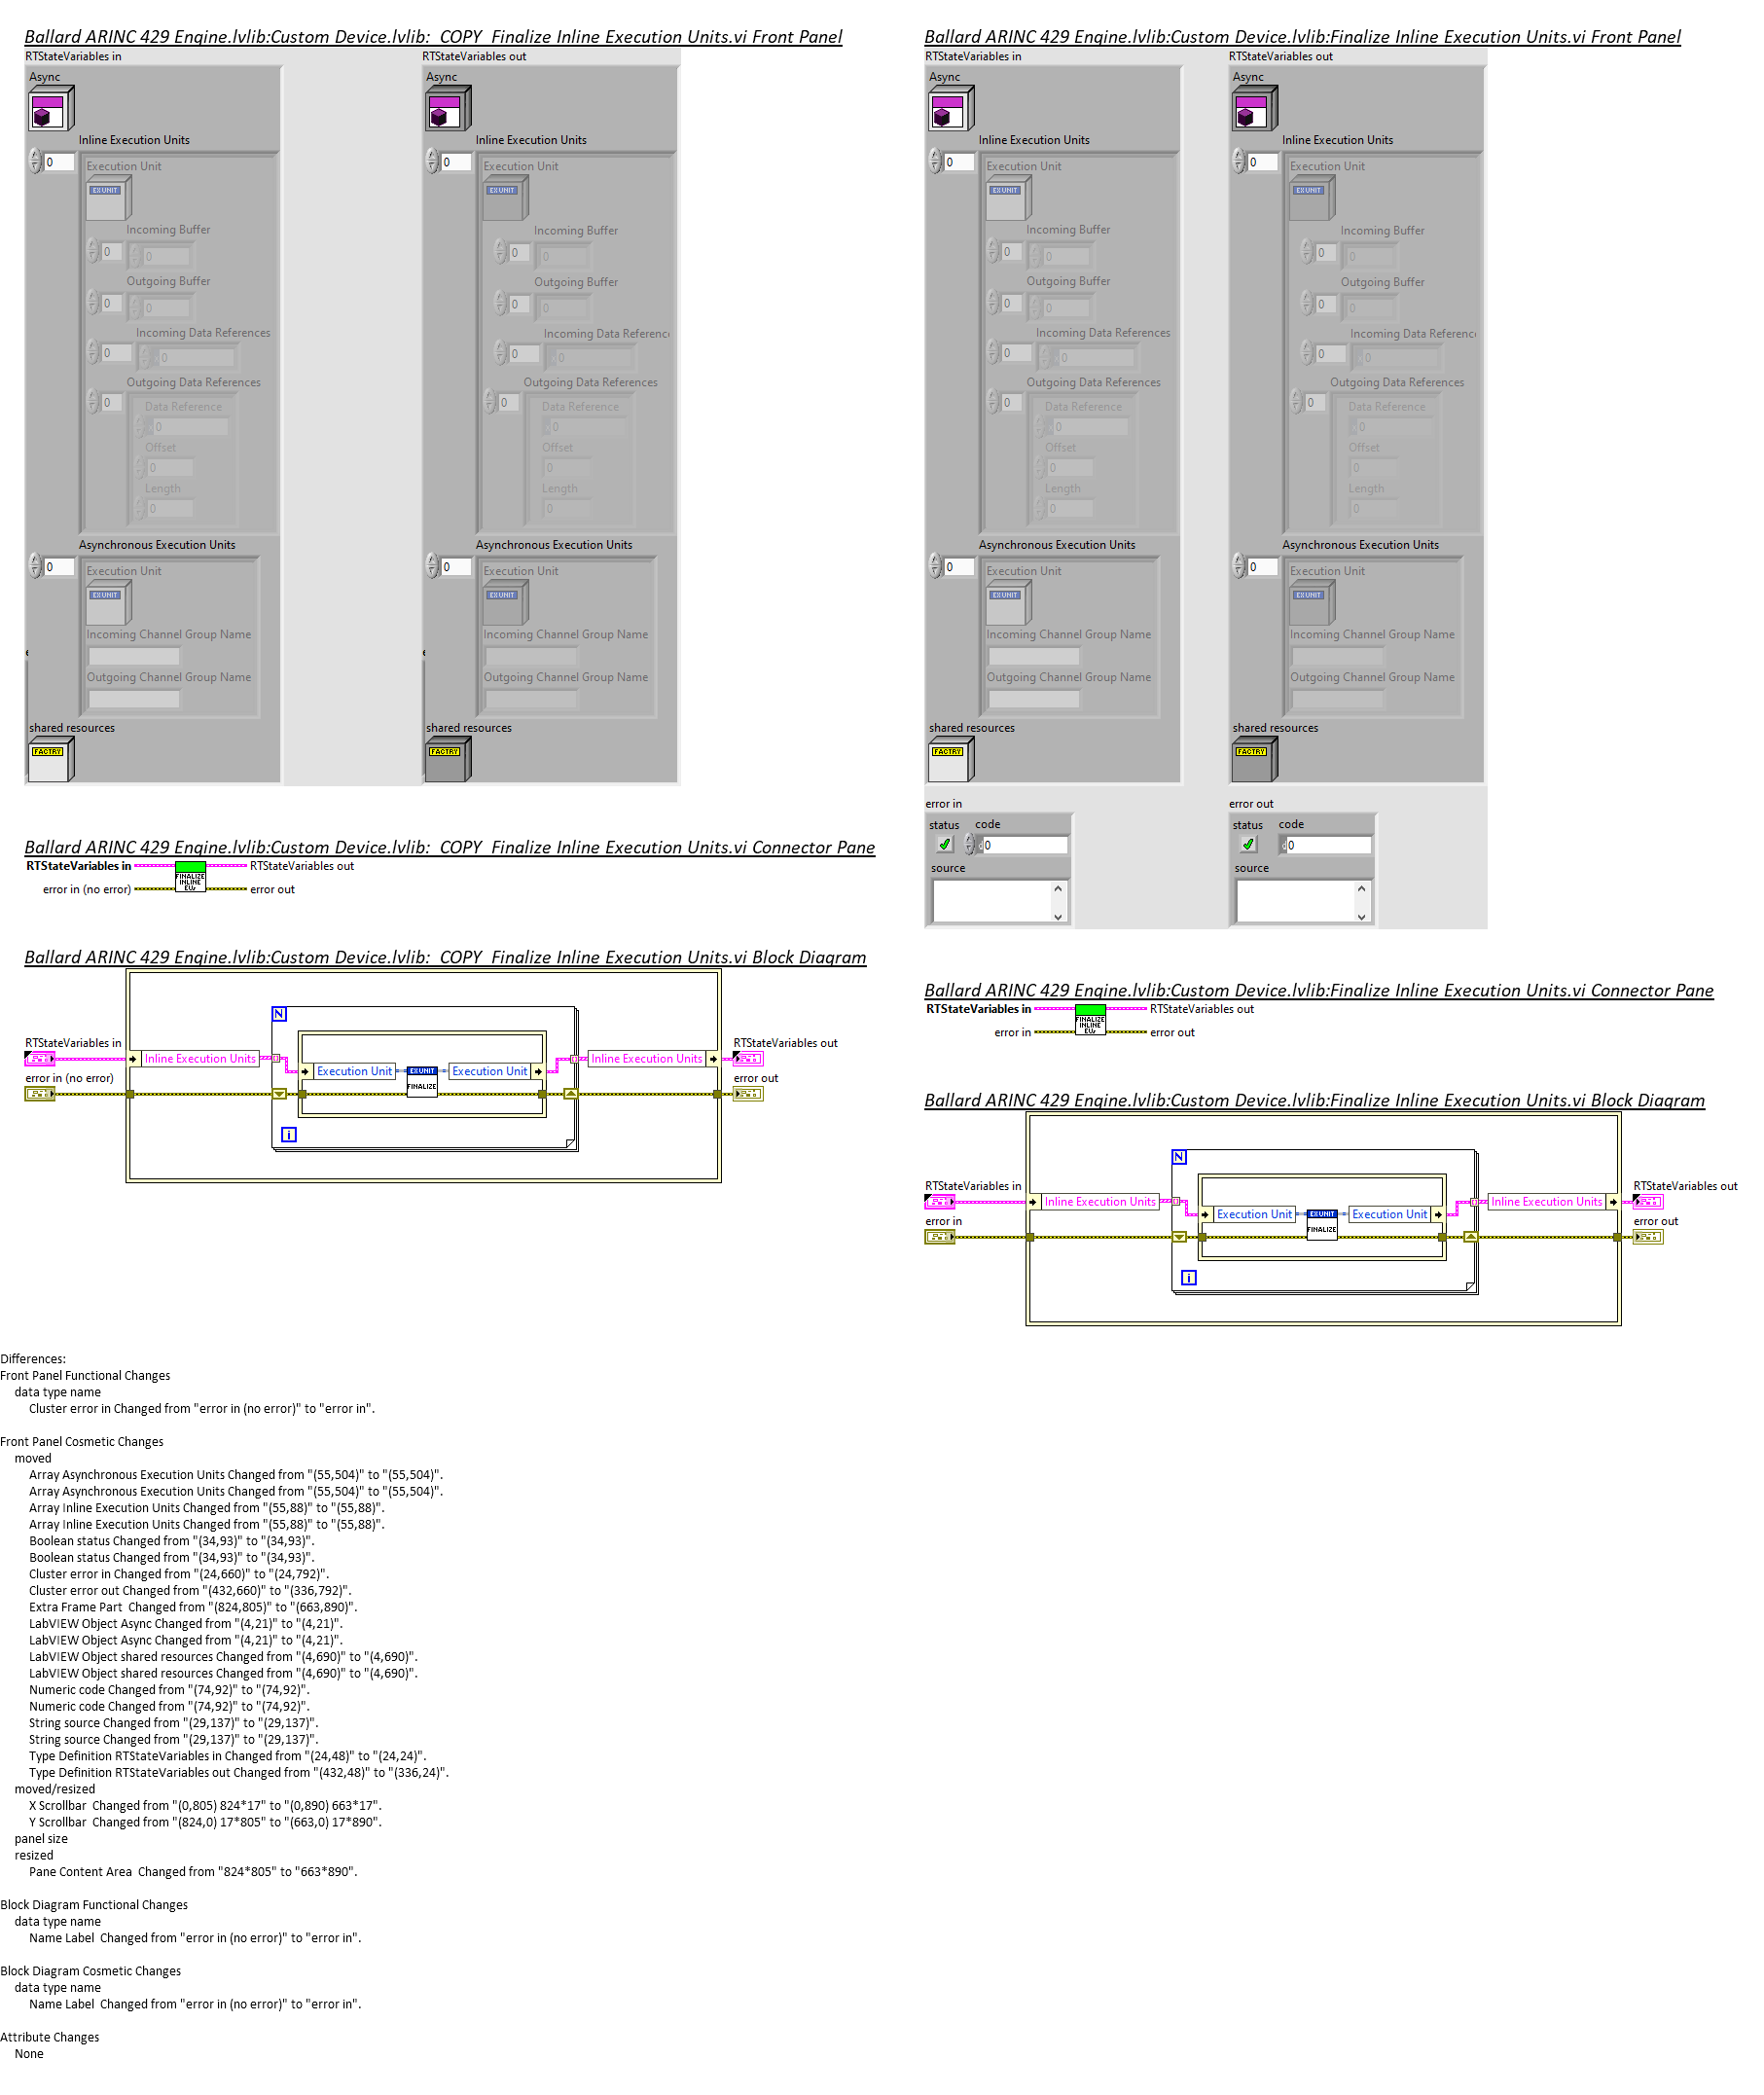 Ballard ARINC 429 Engine.lvlib:Custom Device.lvlib:_COPY_Finalize Inline Execution Units.vi Front Panel
RTStateVariables in
RTStateVariables out
Async
Async
Inline Execution Units
Inline Execution Units
0
Execution Unit
0
Execution Unit
EX UNIT
EX UNIT
Incoming Buffer
Incoming Buffer
0
0
0
0
Outgoing Buffer
Outgoing Buffer
0
0
0
0
Incoming Data References
Incoming Data Referenc
0
0
0
0
Outgoing Data References
Outgoing Data References
0
Data Reference
0
Data Reference
0
0
Offset
Offset
0
0
Length
Length
0
0
Asynchronous Execution Units
Asynchronous Execution Units
0
Execution Unit
0
Execution Unit
EX UNIT
EX UNIT
Incoming Channel Group Name
Incoming Channel Group Name
Outgoing Channel Group Name
Outgoing Channel Group Name
shared resources
shared resources
FACTRY
FACTRY
Ballard ARINC 429 Engine.lvlib:Custom Device.lvlib:_COPY_Finalize Inline Execution Units.vi Connector Pane
RTStateVariables in
RTStateVariables out
FINALIZE
INLINE
EUs
error in (no error)
error out
Ballard ARINC 429 Engine.lvlib:Custom Device.lvlib:_COPY_Finalize Inline Execution Units.vi Block Diagram
N
RTStateVariables in
RTStateVariables out
Inline Execution Units
Inline Execution Units
Execution Unit
EX UNIT
FINALIZE
Execution Unit
error in (no error)
error out
i
Ballard ARINC 429 Engine.lvlib:Custom Device.lvlib:Finalize Inline Execution Units.vi Front Panel
RTStateVariables in
RTStateVariables out
Async
Async
Inline Execution Units
Inline Execution Units
0
Execution Unit
0
Execution Unit
EX UNIT
EX UNIT
Incoming Buffer
Incoming Buffer
0
0
0
0
Outgoing Buffer
Outgoing Buffer
0
0
0
0
Incoming Data References
Incoming Data Referenc
0
0
0
0
Outgoing Data References
Outgoing Data References
0
Data Reference
0
Data Reference
0
0
Offset
Offset
0
0
Length
Length
0
0
Asynchronous Execution Units
Asynchronous Execution Units
0
Execution Unit
0
Execution Unit
EX UNIT
EX UNIT
Incoming Channel Group Name
Incoming Channel Group Name
Outgoing Channel Group Name
Outgoing Channel Group Name
shared resources
shared resources
FACTRY
FACTRY
error in
error out
status code
status code
0
0
source
source
Ballard ARINC 429 Engine.lvlib:Custom Device.lvlib:Finalize Inline Execution Units.vi Connector Pane
RTStateVariables in
RTStateVariables out
FINALIZE
INLINE
EUs
error in
error out
Ballard ARINC 429 Engine.lvlib:Custom Device.lvlib:Finalize Inline Execution Units.vi Block Diagram
N
RTStateVariables in
RTStateVariables out
Inline Execution Units
Inline Execution Units
Execution Unit
EX UNIT
FINALIZE
Execution Unit
error in
error out
i
Differences:
Front Panel Functional Changes
data type name
Cluster error in Changed from "error in (no error)" to "error in".
Front Panel Cosmetic Changes
moved
Array Asynchronous Execution Units Changed from "(55,504)" to "(55,504)".
Array Asynchronous Execution Units Changed from "(55,504)" to "(55,504)".
Array Inline Execution Units Changed from "(55,88)" to "(55,88)".
Array Inline Execution Units Changed from "(55,88)" to "(55,88)".
Boolean status Changed from "(34,93)" to "(34,93)".
Boolean status Changed from "(34,93)" to "(34,93)".
Cluster error in Changed from "(24,660)" to "(24,792)".
Cluster error out Changed from "(432,660)" to "(336,792)".
Extra Frame Part  Changed from "(824,805)" to "(663,890)".
LabVIEW Object Async Changed from "(4,21)" to "(4,21)".
LabVIEW Object Async Changed from "(4,21)" to "(4,21)".
LabVIEW Object shared resources Changed from "(4,690)" to "(4,690)".
LabVIEW Object shared resources Changed from "(4,690)" to "(4,690)".
Numeric code Changed from "(74,92)" to "(74,92)".
Numeric code Changed from "(74,92)" to "(74,92)".
String source Changed from "(29,137)" to "(29,137)".
String source Changed from "(29,137)" to "(29,137)".
Type Definition RTStateVariables in Changed from "(24,48)" to "(24,24)".
Type Definition RTStateVariables out Changed from "(432,48)" to "(336,24)".
moved/resized
X Scrollbar  Changed from "(0,805) 824*17" to "(0,890) 663*17".
Y Scrollbar  Changed from "(824,0) 17*805" to "(663,0) 17*890".
panel size
resized
Pane Content Area  Changed from "824*805" to "663*890".
Block Diagram Functional Changes
data type name
Name Label  Changed from "error in (no error)" to "error in".
Block Diagram Cosmetic Changes
data type name
Name Label  Changed from "error in (no error)" to "error in".
Attribute Changes
None